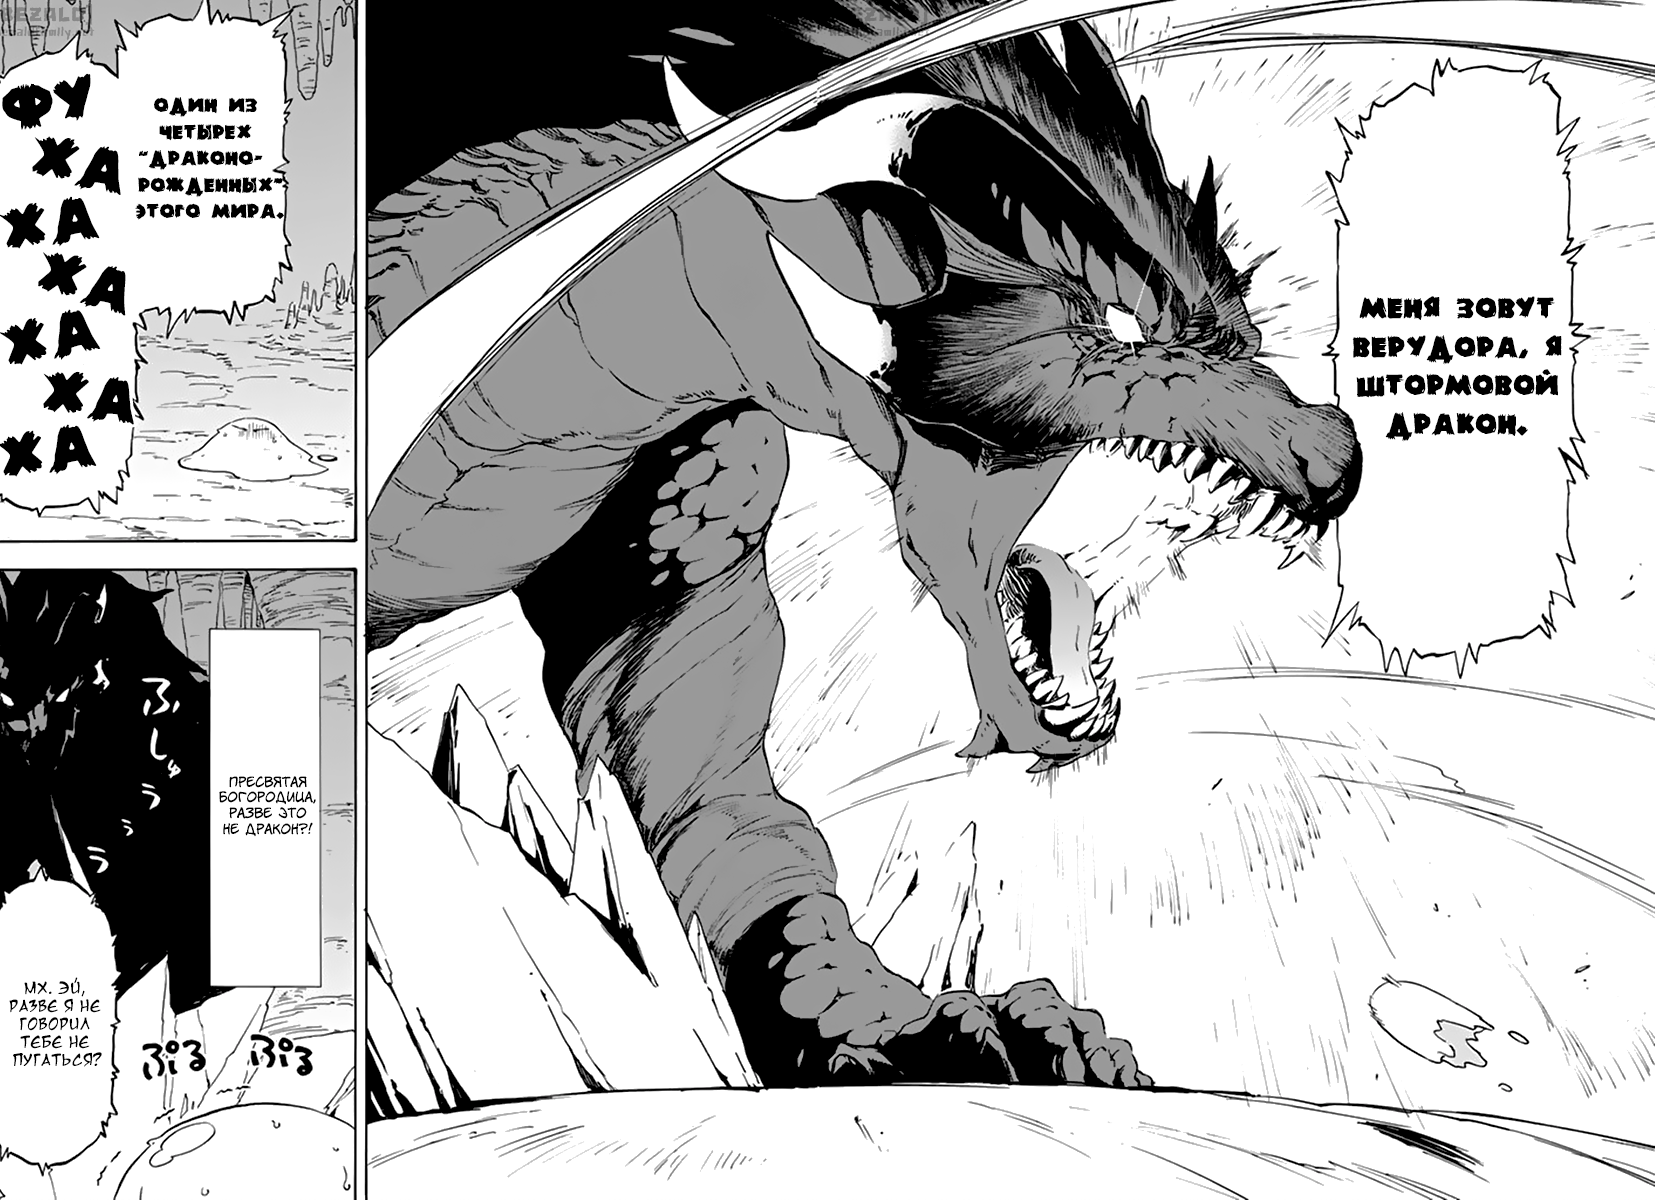 МЕНЯ ЗОВУТ
ВЕРУДОРА, Я
ШТОРМОВОЙ
ДРАКОН.
ОДИН ИЗ
ЧЕТЫРЕХ
"ДРАКОНО-
РОЖДЕННЫХ"
ЭТОГО МИРА.
ФУ
ХА
ХА
ХА
ХА
ХА
ХА
ПРЕСВЯТАЯ
БОГОРОДИЦА,
РАЗВЕ ЭТО
НЕ ДРАКОН?!
ふしゅううう
МХ. ЭЙ,
РАЗВЕ Я НЕ
ГОВОРИЛ
ТЕБЕ НЕ
ПУГАТЬСЯ?
ぷる ぷる